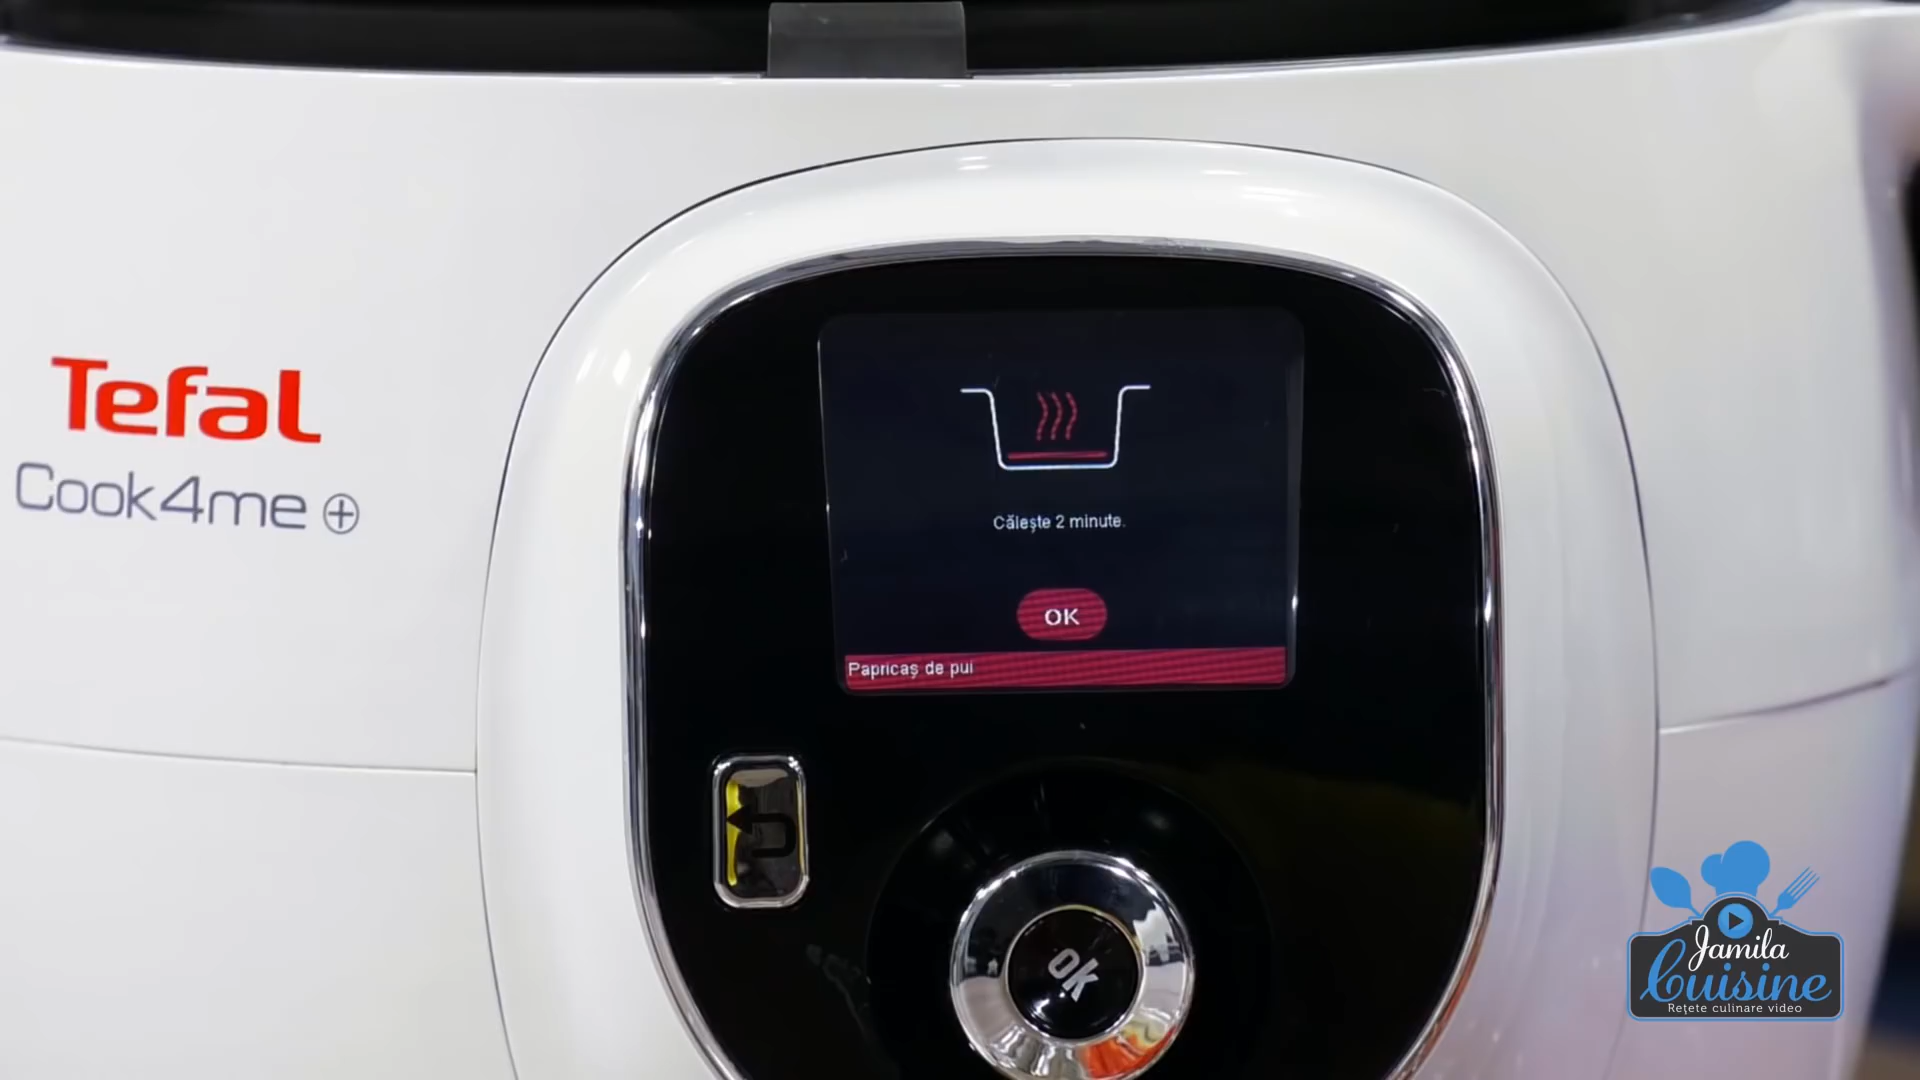 Tefal
Cook4me
Călește 2 minute.
OK
Papricaș de pui
ok
Jamila
Cuisine
Rețete culinare video